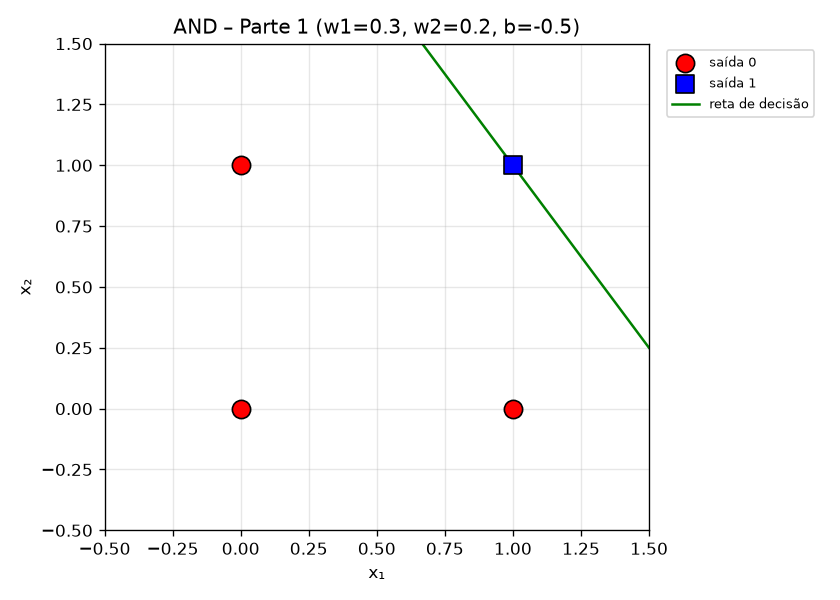 AND – Parte 1 (w1=0.3, w2=0.2, b=-0.5)
saída 0
saída 1
reta de decisão
1.50
1.25
1.00
0.75
0.50
0.25
0.00
−0.25
−0.50
x₂
−0.50 −0.25 0.00 0.25 0.50 0.75 1.00 1.25 1.50
x₁